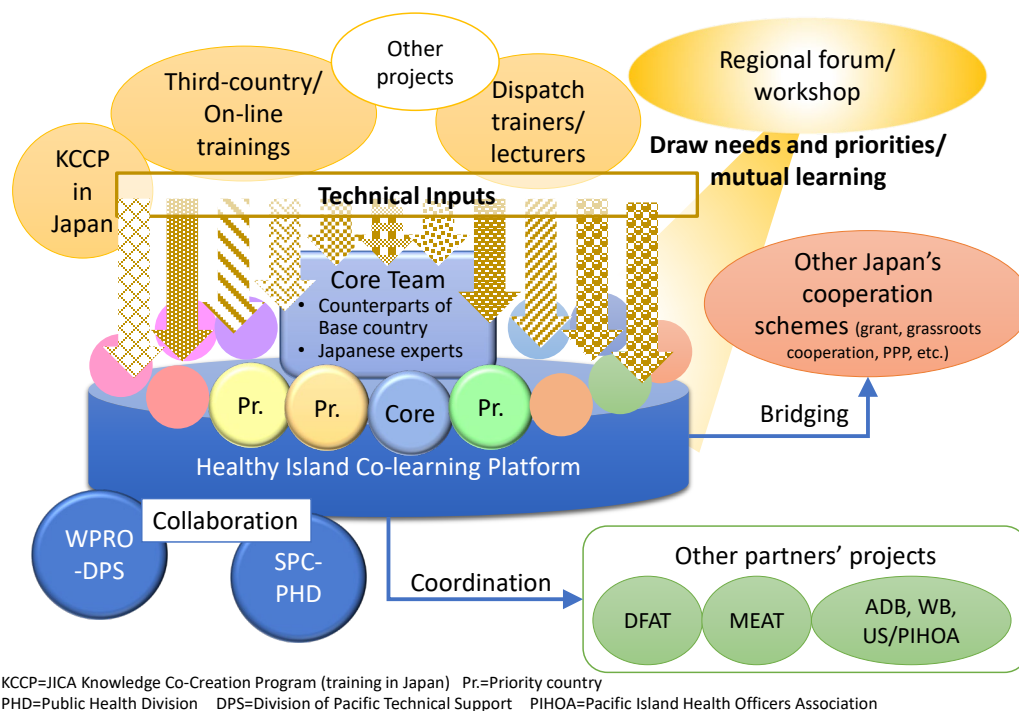 Other
projects
Third-country/
On-line
trainings
Dispatch
trainers/
lecturers
Regional forum/
workshop
KCCP
in
Japan
Draw needs and priorities/
mutual learning
Technical Inputs
Core Team
• Counterparts of
Base country
• Japanese experts
Other Japan’s
cooperation
schemes (grant, grassroots
cooperation, PPP, etc.)
Pr.
Pr.
Core
Pr.
Bridging
Healthy Island Co-learning Platform
Collaboration
WPRO
-DPS
SPC-
PHD
Coordination
Other partners’ projects
DFAT
MEAT
ADB, WB,
US/PIHOA
KCCP=JICA Knowledge Co-Creation Program (training in Japan) Pr.=Priority country
PHD=Public Health Division DPS=Division of Pacific Technical Support PIHOA=Pacific Island Health Officers Association